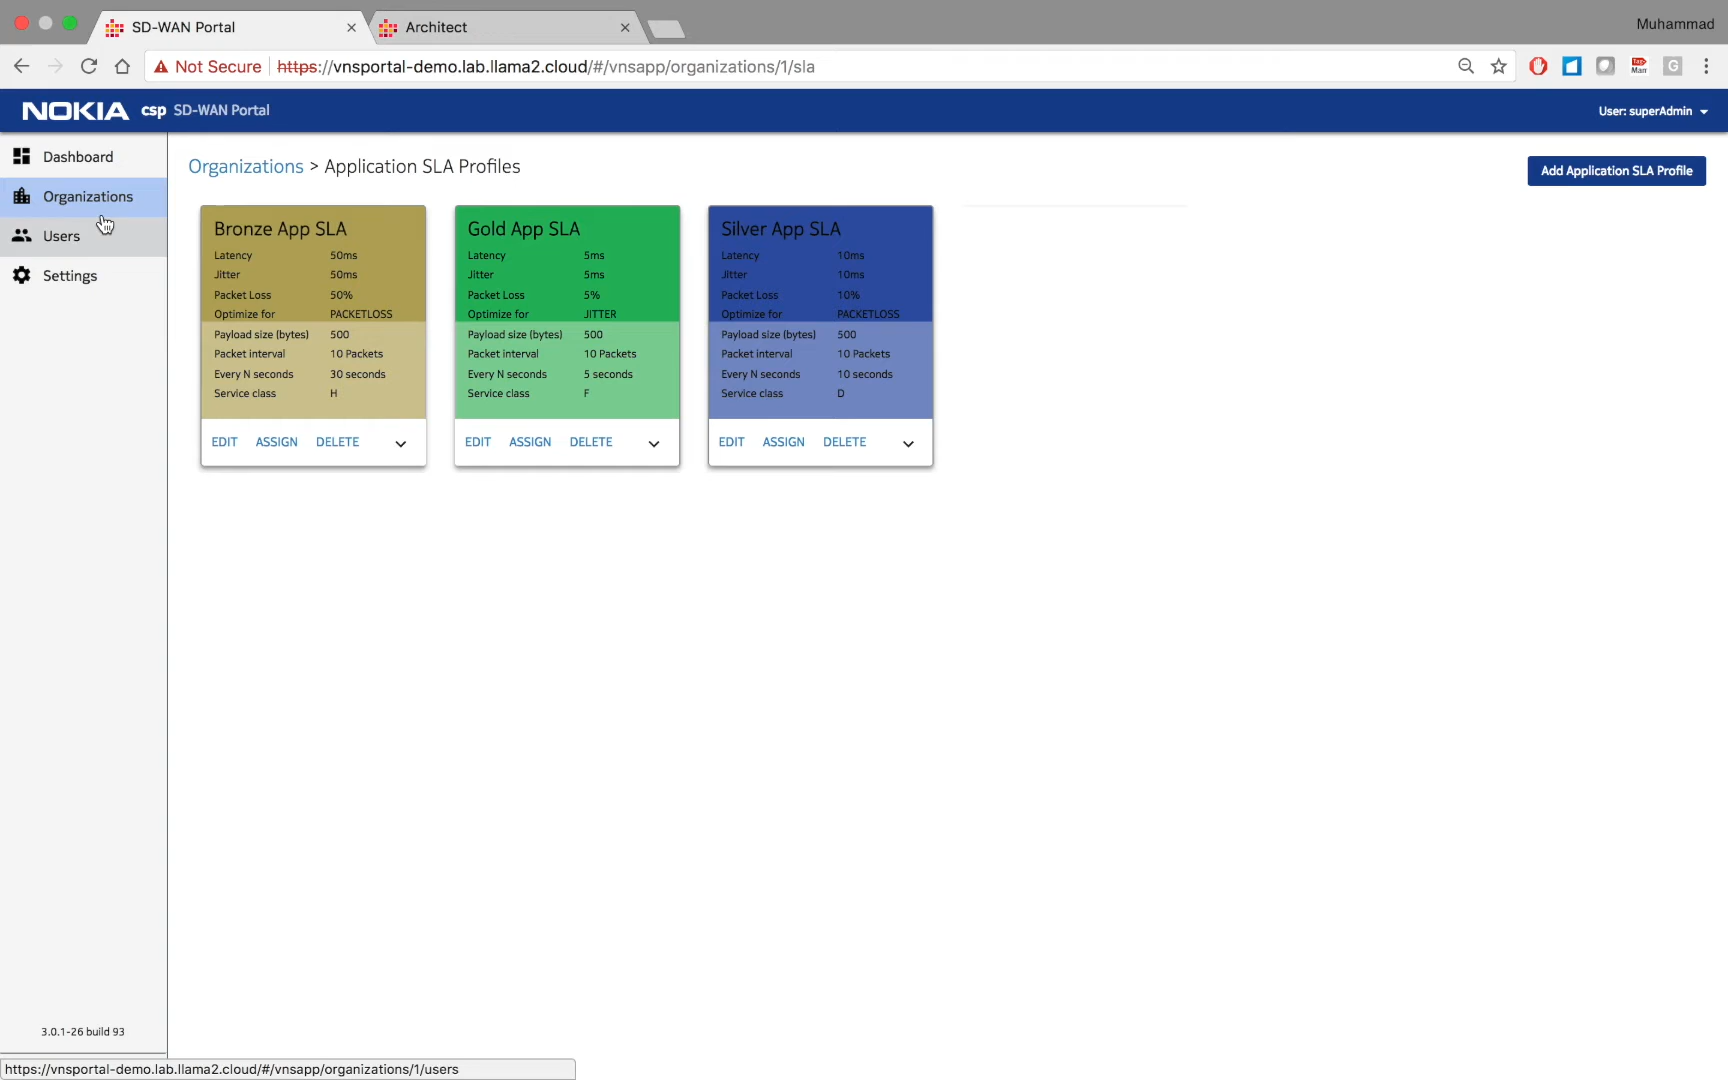 SD-WAN Portal
Architect
Muhammad
Not Secure
https://vnsportal-demo.lab.llama2.cloud/#/vnsapp/organizations/1/sla
Tag Man
G
NOKIA csp SD-WAN Portal
User: superAdmin
Dashboard
Organizations
Users
Settings
Organizations > Application SLA Profiles
Add Application SLA Profile
Bronze App SLA
Latency 50ms
Jitter 50ms
Packet Loss 50%
Optimize for PACKETLOSS
Payload size (bytes) 500
Packet interval 10 Packets
Every N seconds 30 seconds
Service class H
EDIT ASSIGN DELETE
Gold App SLA
Latency 5ms
Jitter 5ms
Packet Loss 5%
Optimize for JITTER
Payload size (bytes) 500
Packet interval 10 Packets
Every N seconds 5 seconds
Service class F
EDIT ASSIGN DELETE
Silver App SLA
Latency 10ms
Jitter 10ms
Packet Loss 10%
Optimize for PACKETLOSS
Payload size (bytes) 500
Packet interval 10 Packets
Every N seconds 10 seconds
Service class D
EDIT ASSIGN DELETE
3.0.1-26 build 93
https://vnsportal-demo.lab.llama2.cloud/#/vnsapp/organizations/1/users